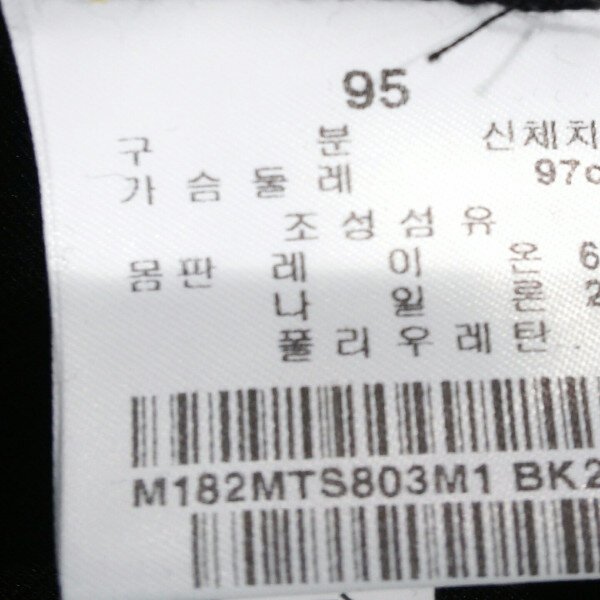 95
구 분 신체치
가슴둘레 97c
조성섬유
몸판 레이온 6
나일론 2
폴리우레탄
M182MTS803M1 BK2